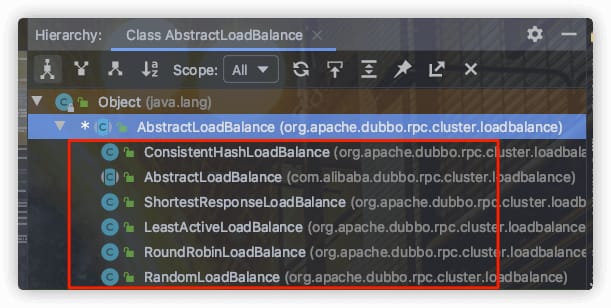 Hierarchy: Class AbstractLoadBalance
Scope: All
Object (java.lang)
* AbstractLoadBalance (org.apache.dubbo.rpc.cluster.loadbalance)
ConsistentHashLoadBalance (org.apache.dubbo.rpc.cluster.loadbala
AbstractLoadBalance (com.alibaba.dubbo.rpc.cluster.loadbalance)
ShortestResponseLoadBalance (org.apache.dubbo.rpc.cluster.loadba
LeastActiveLoadBalance (org.apache.dubbo.rpc.cluster.loadbalance)
RoundRobinLoadBalance (org.apache.dubbo.rpc.cluster.loadbalance)
RandomLoadBalance (org.apache.dubbo.rpc.cluster.loadbalance)